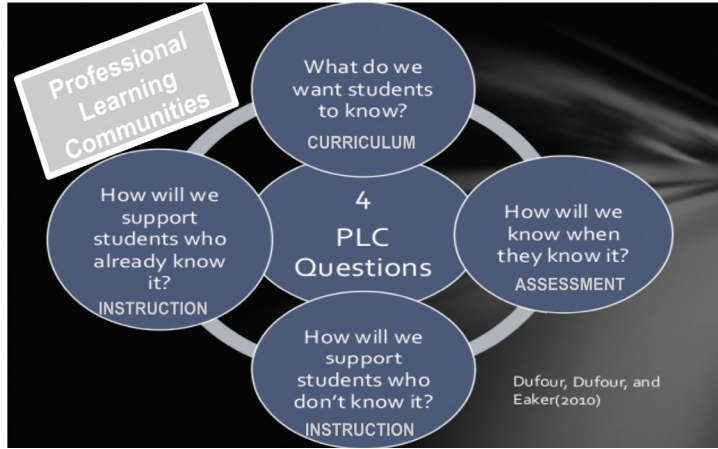 Professional
Learning
Communities
What do we
want students
to know?
CURRICULUM
4
PLC
Questions
How will we
know when
they know it?
ASSESSMENT
How will we
support
students who
don't know it?
INSTRUCTION
How will we
support
students who
already know
it?
INSTRUCTION
Dufour, Dufour, and
Eaker(2010)